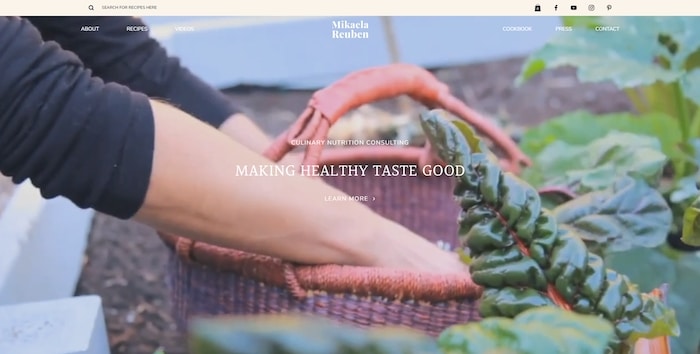 SEARCH FOR RECIPES HERE
ABOUT
RECIPES
VISION
Mikaela
Reuben
COOKBOOK
PRESS
CONTACT
CULINARY NUTRITION CONSULTING
MAKING HEALTHY TASTE GOOD
LEARN MORE >